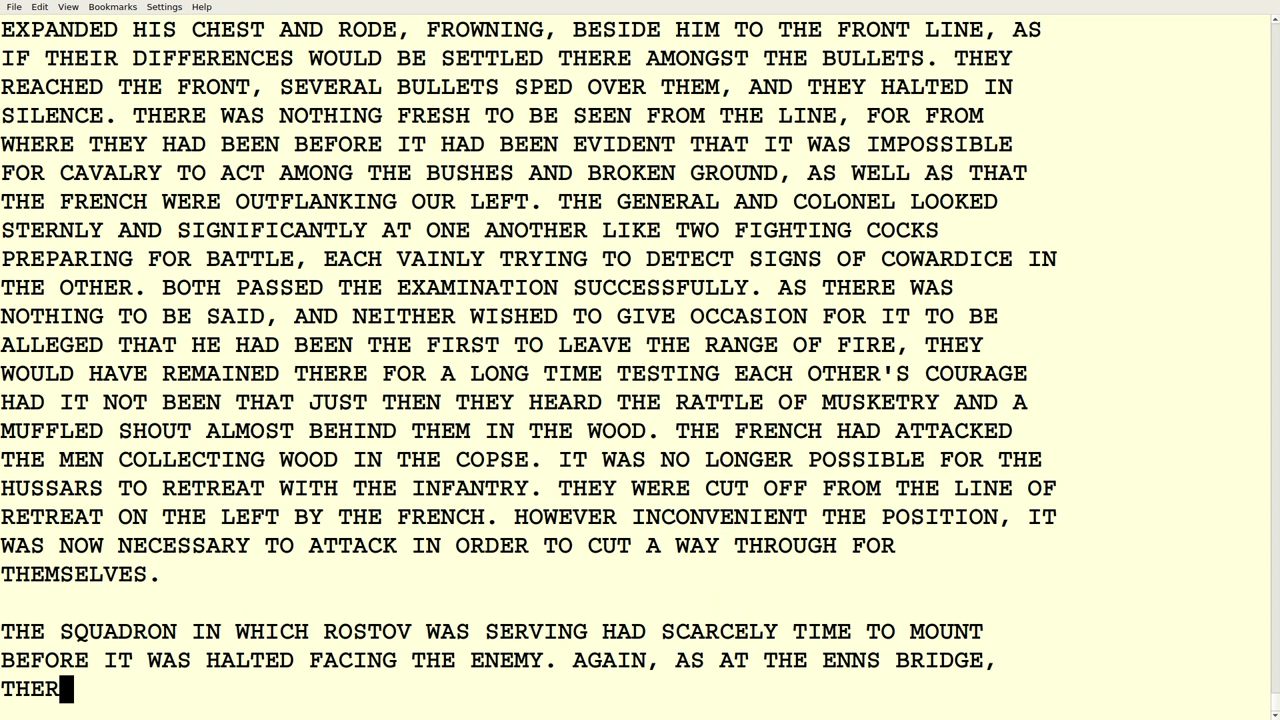 File Edit View Bookmarks Settings Help
EXPANDED HIS CHEST AND RODE, FROWNING, BESIDE HIM TO THE FRONT LINE, AS
IF THEIR DIFFERENCES WOULD BE SETTLED THERE AMONGST THE BULLETS. THEY
REACHED THE FRONT, SEVERAL BULLETS SPED OVER THEM, AND THEY HALTED IN
SILENCE. THERE WAS NOTHING FRESH TO BE SEEN FROM THE LINE, FOR FROM
WHERE THEY HAD BEEN BEFORE IT HAD BEEN EVIDENT THAT IT WAS IMPOSSIBLE
FOR CAVALRY TO ACT AMONG THE BUSHES AND BROKEN GROUND, AS WELL AS THAT
THE FRENCH WERE OUTFLANKING OUR LEFT. THE GENERAL AND COLONEL LOOKED
STERNLY AND SIGNIFICANTLY AT ONE ANOTHER LIKE TWO FIGHTING COCKS
PREPARING FOR BATTLE, EACH VAINLY TRYING TO DETECT SIGNS OF COWARDICE IN
THE OTHER. BOTH PASSED THE EXAMINATION SUCCESSFULLY. AS THERE WAS
NOTHING TO BE SAID, AND NEITHER WISHED TO GIVE OCCASION FOR IT TO BE
ALLEGED THAT HE HAD BEEN THE FIRST TO LEAVE THE RANGE OF FIRE, THEY
WOULD HAVE REMAINED THERE FOR A LONG TIME TESTING EACH OTHER'S COURAGE
HAD IT NOT BEEN THAT JUST THEN THEY HEARD THE RATTLE OF MUSKETRY AND A
MUFFLED SHOUT ALMOST BEHIND THEM IN THE WOOD. THE FRENCH HAD ATTACKED
THE MEN COLLECTING WOOD IN THE COPSE. IT WAS NO LONGER POSSIBLE FOR THE
HUSSARS TO RETREAT WITH THE INFANTRY. THEY WERE CUT OFF FROM THE LINE OF
RETREAT ON THE LEFT BY THE FRENCH. HOWEVER INCONVENIENT THE POSITION, IT
WAS NOW NECESSARY TO ATTACK IN ORDER TO CUT A WAY THROUGH FOR
THEMSELVES.
THE SQUADRON IN WHICH ROSTOV WAS SERVING HAD SCARCELY TIME TO MOUNT
BEFORE IT WAS HALTED FACING THE ENEMY. AGAIN, AS AT THE ENNS BRIDGE,
THER